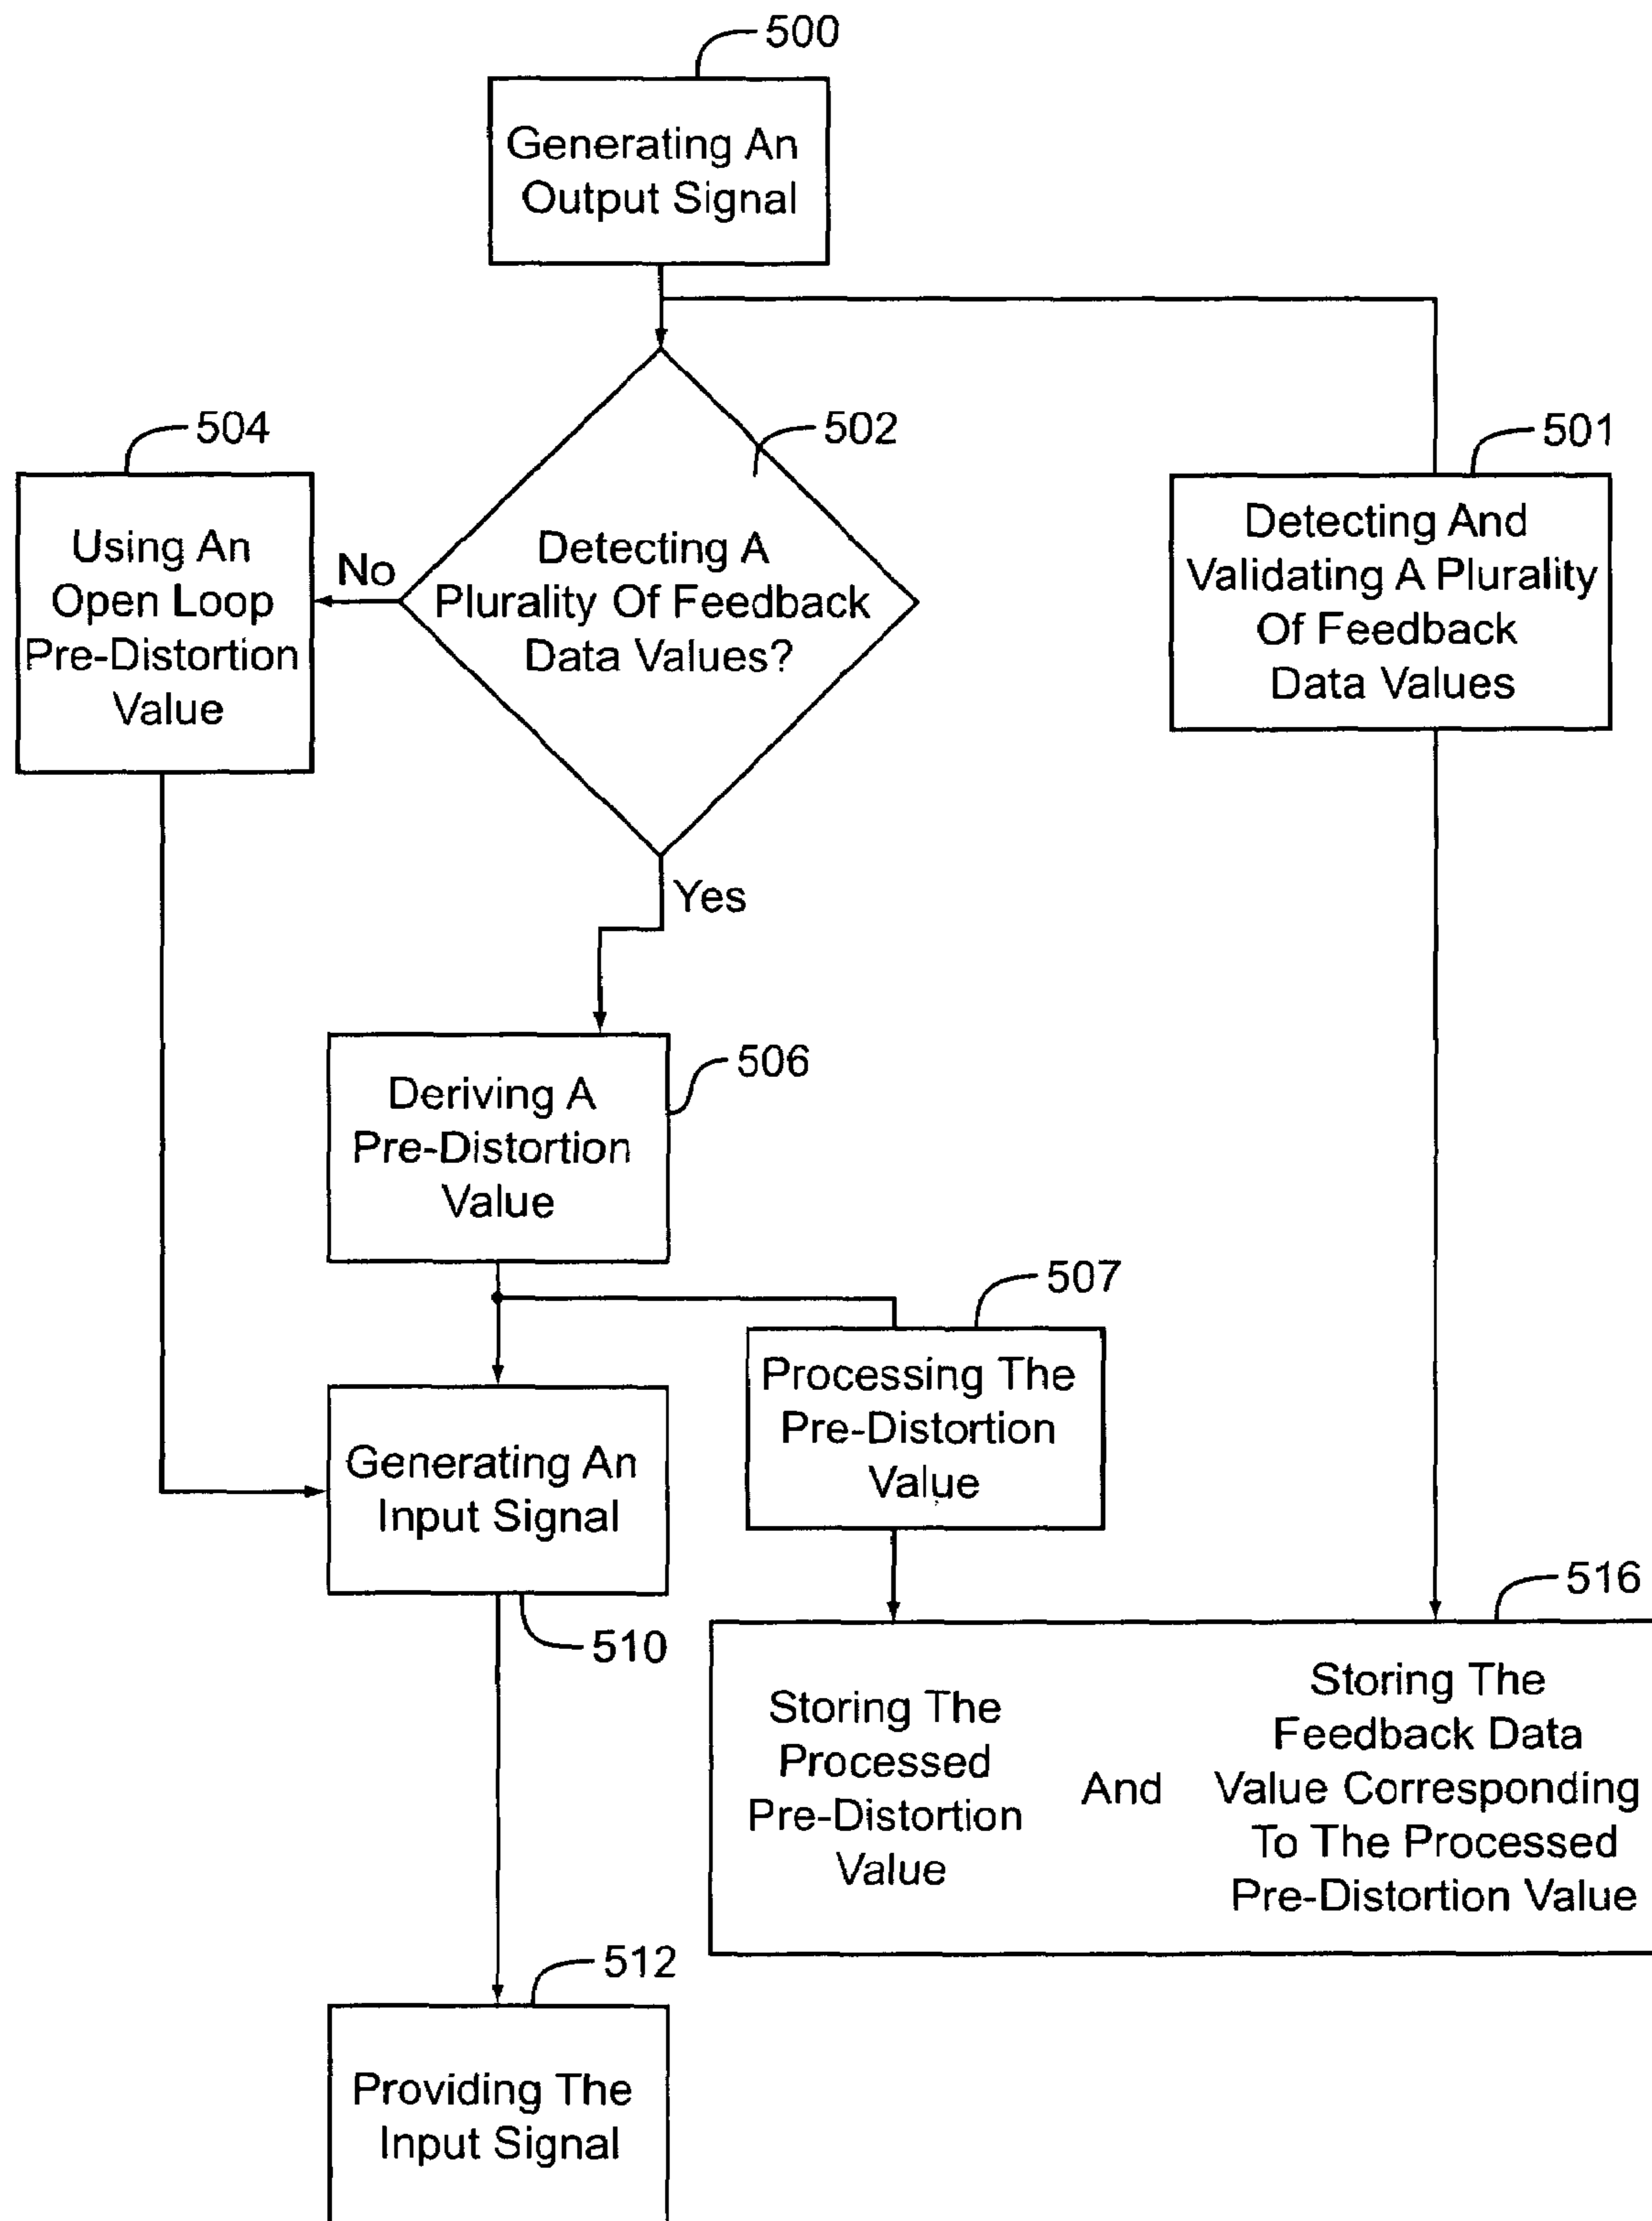 500
Generating An
Output Signal
504
502
501
Using An
Open Loop
Pre-Distortion
Value
No
Detecting A
Plurality Of Feedback
Data Values?
Detecting And
Validating A Plurality
Of Feedback
Data Values
Yes
506
Deriving A
Pre-Distortion
Value
507
Processing The
Pre-Distortion
Value
Generating An
Input Signal
510
516
Storing The
Processed
Pre-Distortion
Value
And
Storing The
Feedback Data
Value Corresponding
To The Processed
Pre-Distortion Value
512
Providing The
Input Signal